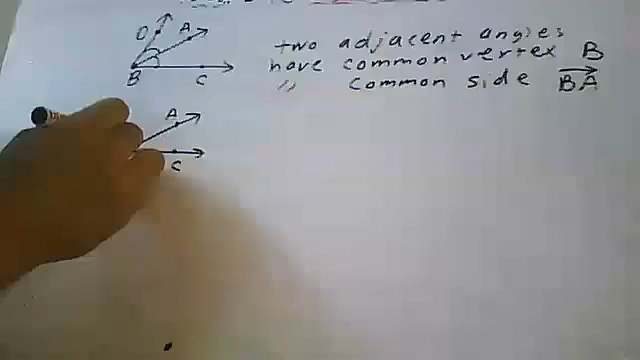 D A
B C
two adjacent angles
have common vertex B
" common side BA
A
C